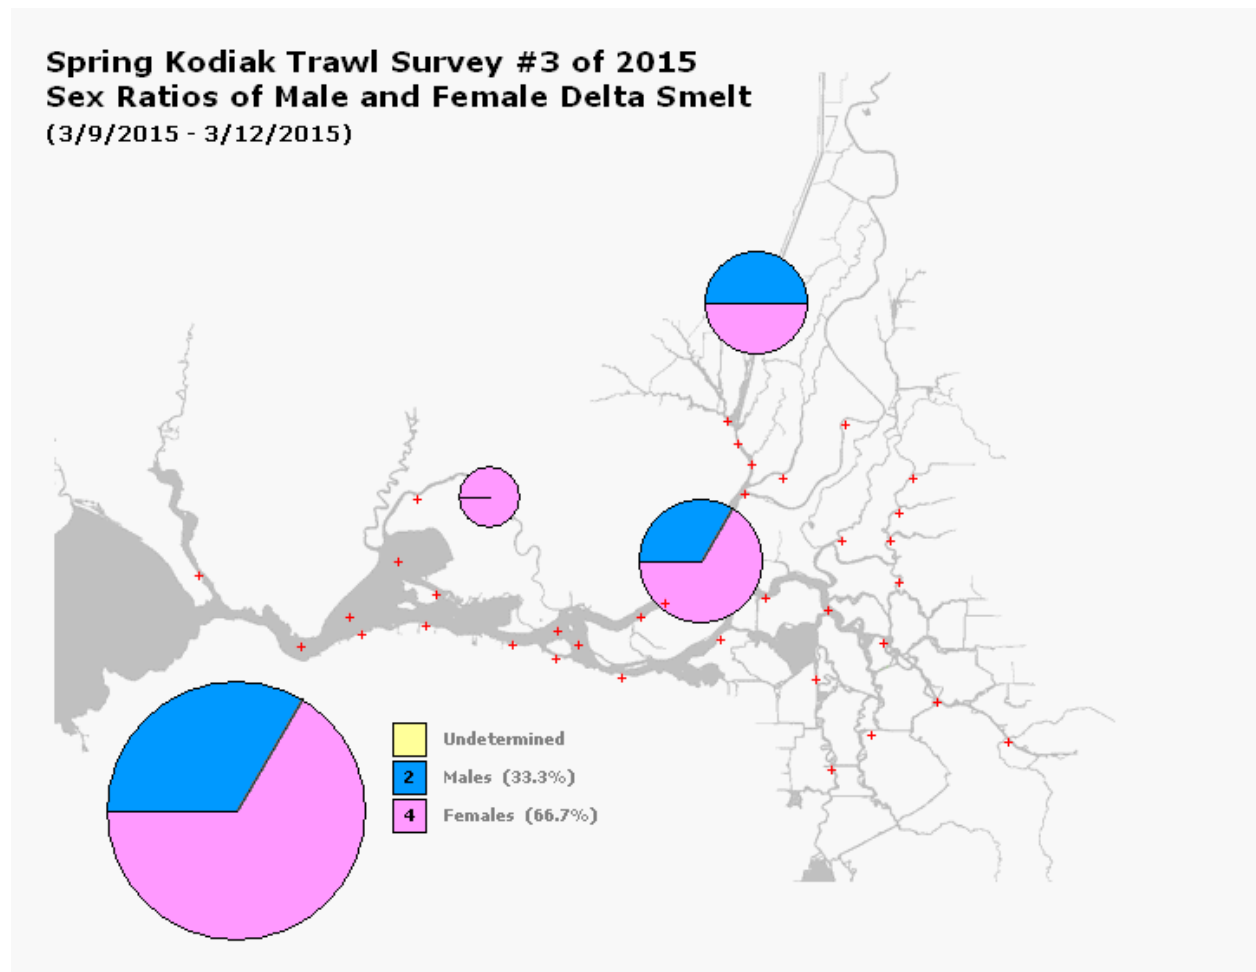 Spring Kodiak Trawl Survey #3 of 2015
Sex Ratios of Male and Female Delta Smelt
(3/9/2015 - 3/12/2015)
Undetermined
2 Males (33.3%)
4 Females (66.7%)